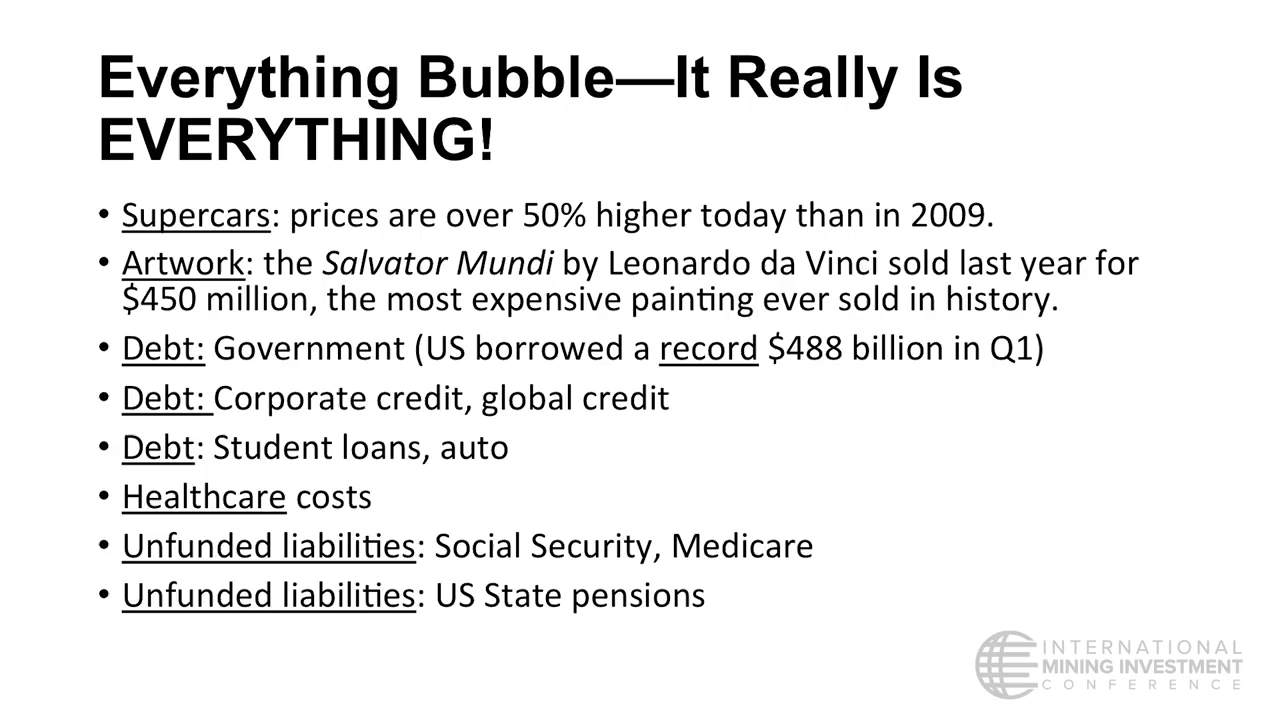 Everything Bubble—It Really Is
EVERYTHING!
• Supercars: prices are over 50% higher today than in 2009.
• Artwork: the Salvator Mundi by Leonardo da Vinci sold last year for
$450 million, the most expensive painting ever sold in history.
• Debt: Government (US borrowed a record $488 billion in Q1)
• Debt: Corporate credit, global credit
• Debt: Student loans, auto
• Healthcare costs
• Unfunded liabilities: Social Security, Medicare
• Unfunded liabilities: US State pensions
INTERNATIONAL
MINING INVESTMENT
CONFERENCE